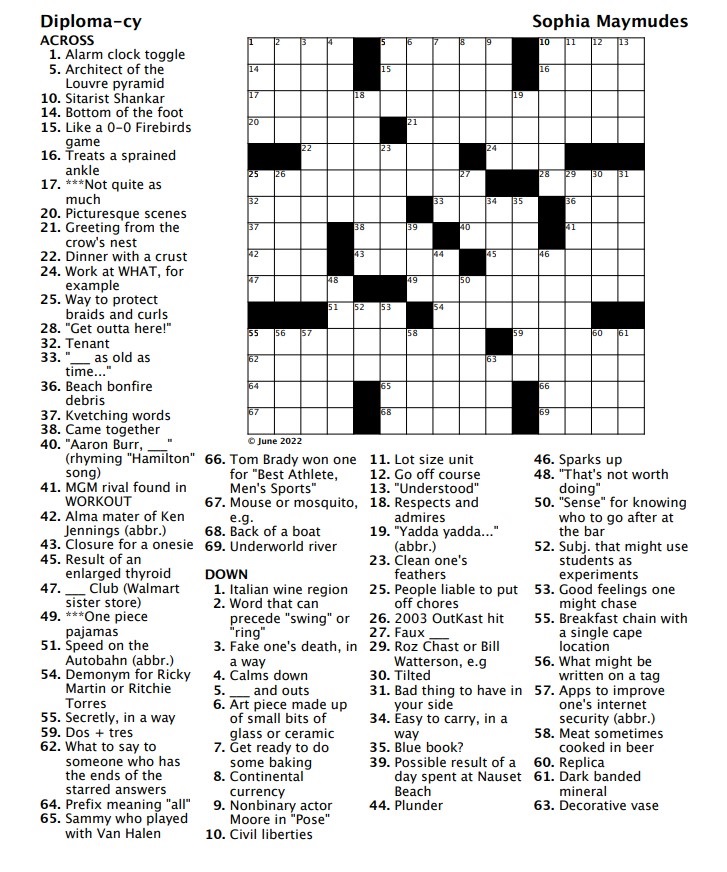 Diploma-cy
Sophia Maymudes
ACROSS
1. Alarm clock toggle
5. Architect of the
Louvre pyramid
10. Sitarist Shankar
14. Bottom of the foot
15. Like a 0-0 Firebirds
game
16. Treats a sprained
ankle
17. ***Not quite as
much
20. Picturesque scenes
21. Greeting from the
crow's nest
22. Dinner with a crust
24. Work at WHAT, for
example
25. Way to protect
braids and curls
28. "Get outta here!"
32. Tenant
33. "___ as old as
time..."
36. Beach bonfire
debris
37. Kvetching words
38. Came together
40. "Aaron Burr, ___"
(rhyming "Hamilton"
song)
41. MGM rival found in
WORKOUT
42. Alma mater of Ken
Jennings (abbr.)
43. Closure for a onesie
45. Result of an
enlarged thyroid
47. ___ Club (Walmart
sister store)
49. ***One piece
pajamas
51. Speed on the
Autobahn (abbr.)
54. Demonym for Ricky
Martin or Ritchie
Torres
55. Secretly, in a way
59. Dos + tres
62. What to say to
someone who has
the ends of the
starred answers
64. Prefix meaning "all"
65. Sammy who played
with Van Halen
66. Tom Brady won one
for "Best Athlete,
Men's Sports"
67. Mouse or mosquito,
e.g.
68. Back of a boat
69. Underworld river
DOWN
1. Italian wine region
2. Word that can
precede "swing" or
"ring"
3. Fake one's death, in
a way
4. Calms down
5. ___ and outs
6. Art piece made up
of small bits of
glass or ceramic
7. Get ready to do
some baking
8. Continental
currency
9. Nonbinary actor
Moore in "Pose"
10. Civil liberties
11. Lot size unit
12. Go off course
13. "Understood"
18. Respects and
admires
19. "Yadda yadda..."
(abbr.)
23. Clean one's
feathers
25. People liable to put
off chores
26. 2003 OutKast hit
27. Faux ___
29. Roz Chast or Bill
Watterson, e.g
30. Tilted
31. Bad thing to have in
your side
34. Easy to carry, in a
way
35. Blue book?
39. Possible result of a
day spent at Nauset
Beach
44. Plunder
46. Sparks up
48. "That's not worth
doing"
50. "Sense" for knowing
who to go after at
the bar
52. Subj. that might use
students as
experiments
53. Good feelings one
might chase
55. Breakfast chain with
a single cape
location
56. What might be
written on a tag
57. Apps to improve
one's internet
security (abbr.)
58. Meat sometimes
cooked in beer
60. Replica
61. Dark banded
mineral
63. Decorative vase
1 2 3 4 5 6 7 8 9 10 11 12 13
14 15 16
17 18 19
20 21
22 23 24
25 26 27 28 29 30 31
32 33 34 35 36
37 38 39 40 41
42 43 44 45 46
47 48 49 50
51 52 53 54
55 56 57 58 59 60 61
62 63
64 65 66
67 68 69
© June 2022